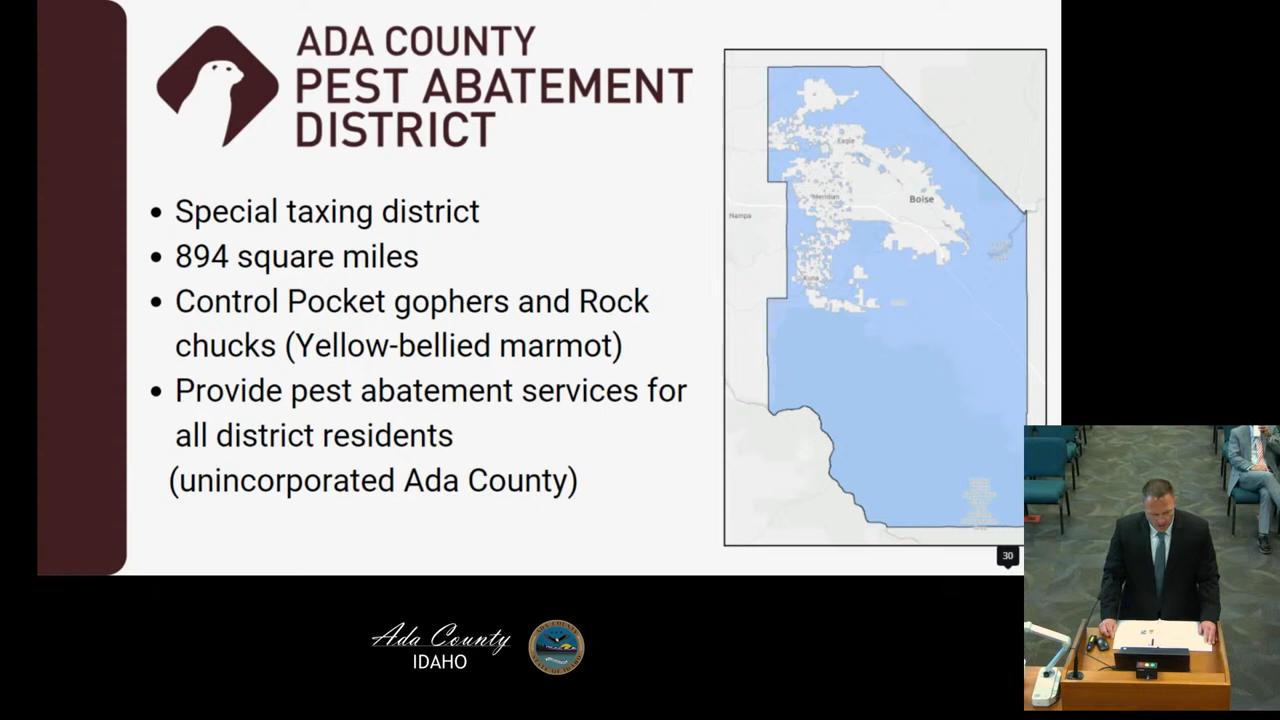 ADA COUNTY
PEST ABATEMENT
DISTRICT
• Special taxing district
• 894 square miles
• Control Pocket gophers and Rock
chucks (Yellow-bellied marmot)
• Provide pest abatement services for
all district residents
(unincorporated Ada County)
Eagle
Meridian
Boise
Nampa
Kuna
30
Ada County
IDAHO